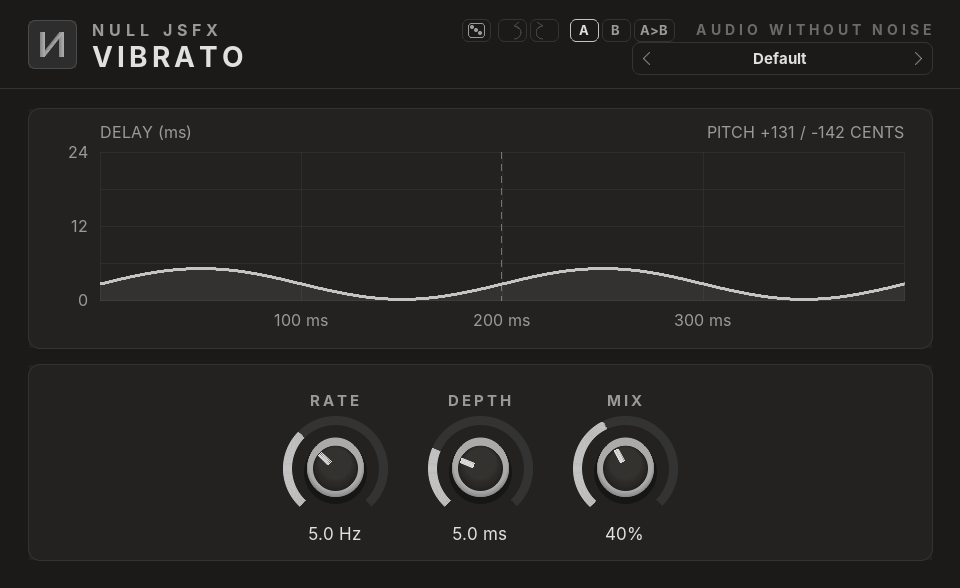 NULL JSFX
VIBRATO
A B A>B
AUDIO WITHOUT NOISE
Default
DELAY (ms)
PITCH +131 / -142 CENTS
24
12
0
100 ms
200 ms
300 ms
RATE
DEPTH
MIX
5.0 Hz
5.0 ms
40%